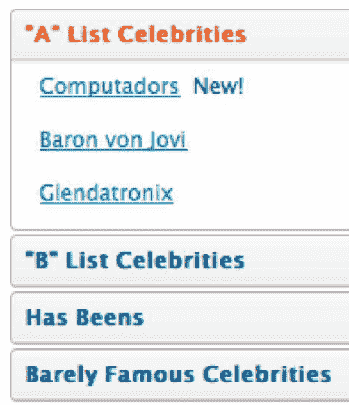 "A" List Celebrities
Computadors New!
Baron von Jovi
Glendatronix
"B" List Celebrities
Has Beens
Barely Famous Celebrities